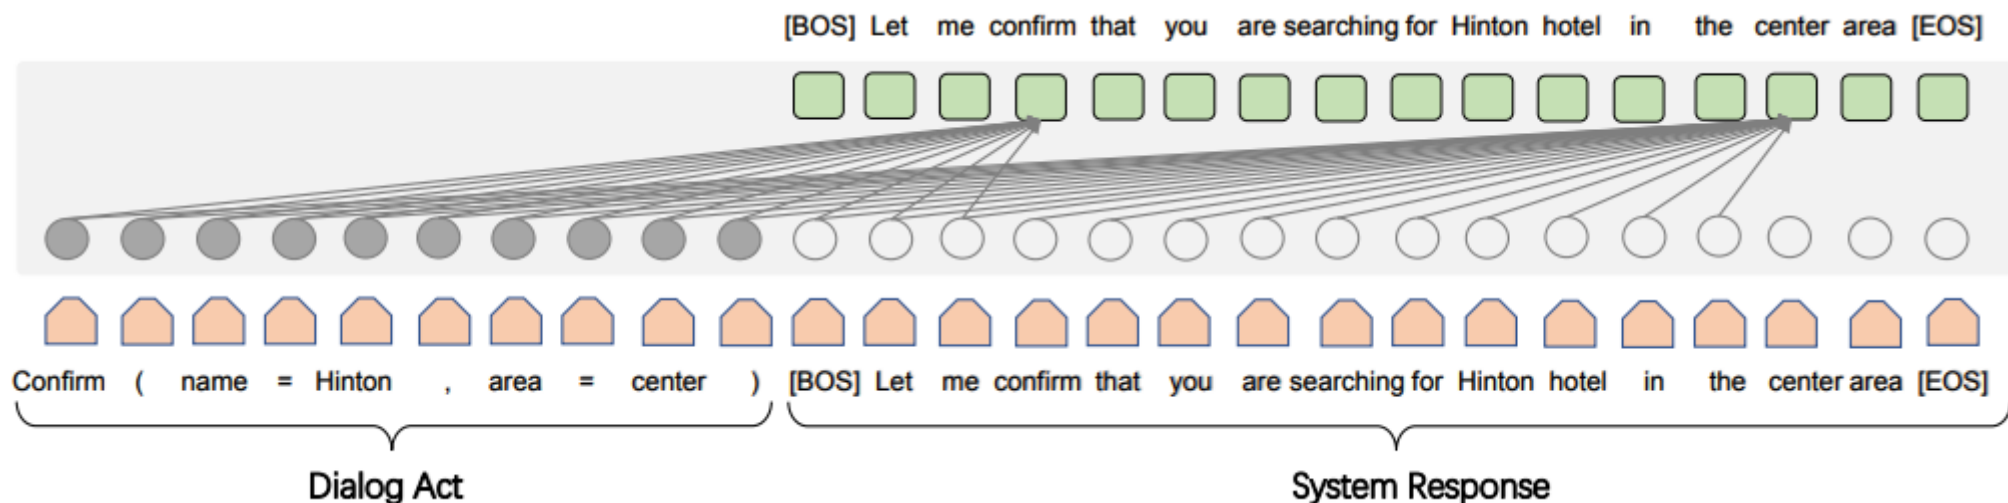 [BOS] Let me confirm that you are searching for Hinton hotel in the center area [EOS]
Confirm ( name = Hinton , area = center ) [BOS] Let me confirm that you are searching for Hinton hotel in the center area [EOS]
Dialog Act System Response